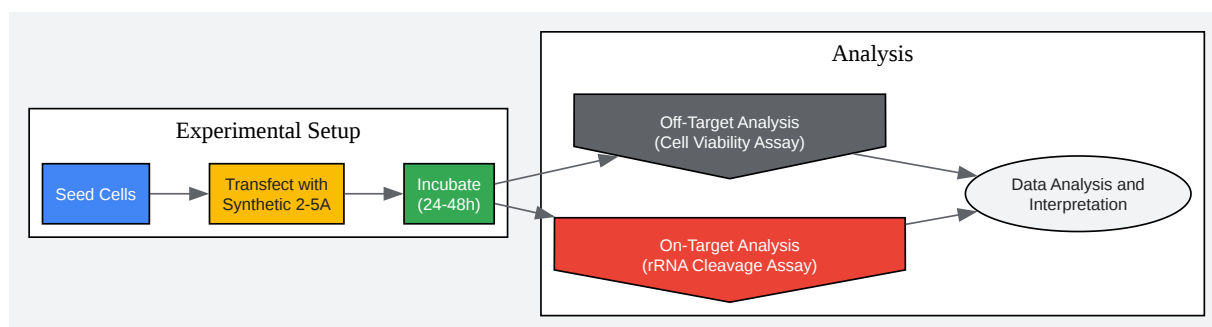 Experimental Setup
Seed Cells
Transfect with
Synthetic 2-5A
Incubate
(24-48h)
Analysis
Off-Target Analysis
(Cell Viability Assay)
On-Target Analysis
(rRNA Cleavage Assay)
Data Analysis and
Interpretation